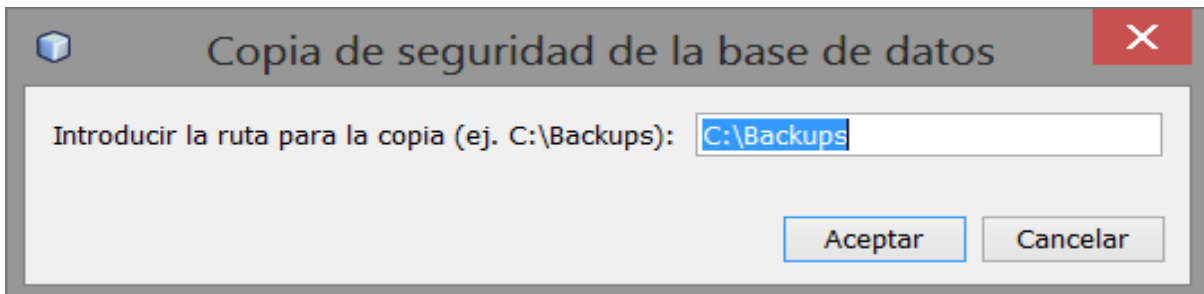 Copia de seguridad de la base de datos
Introducir la ruta para la copia (ej. C:\Backups): C:\Backups
Aceptar Cancelar